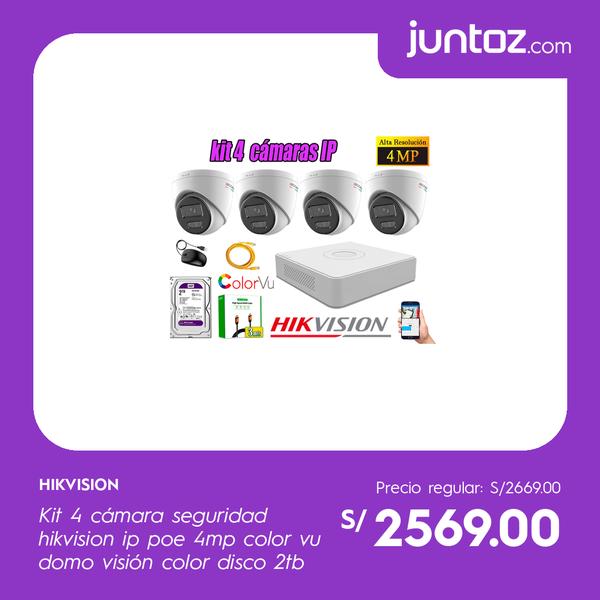 juntoz.com
kit 4 cámaras IP
Alta Resolución
4MP
ColorVu
2TB
HIKVISION
HIKVISION
Precio regular: S/2669.00
Kit 4 cámara seguridad
hikvision ip poe 4mp color vu
domo visión color disco 2tb
S/ 2569.00